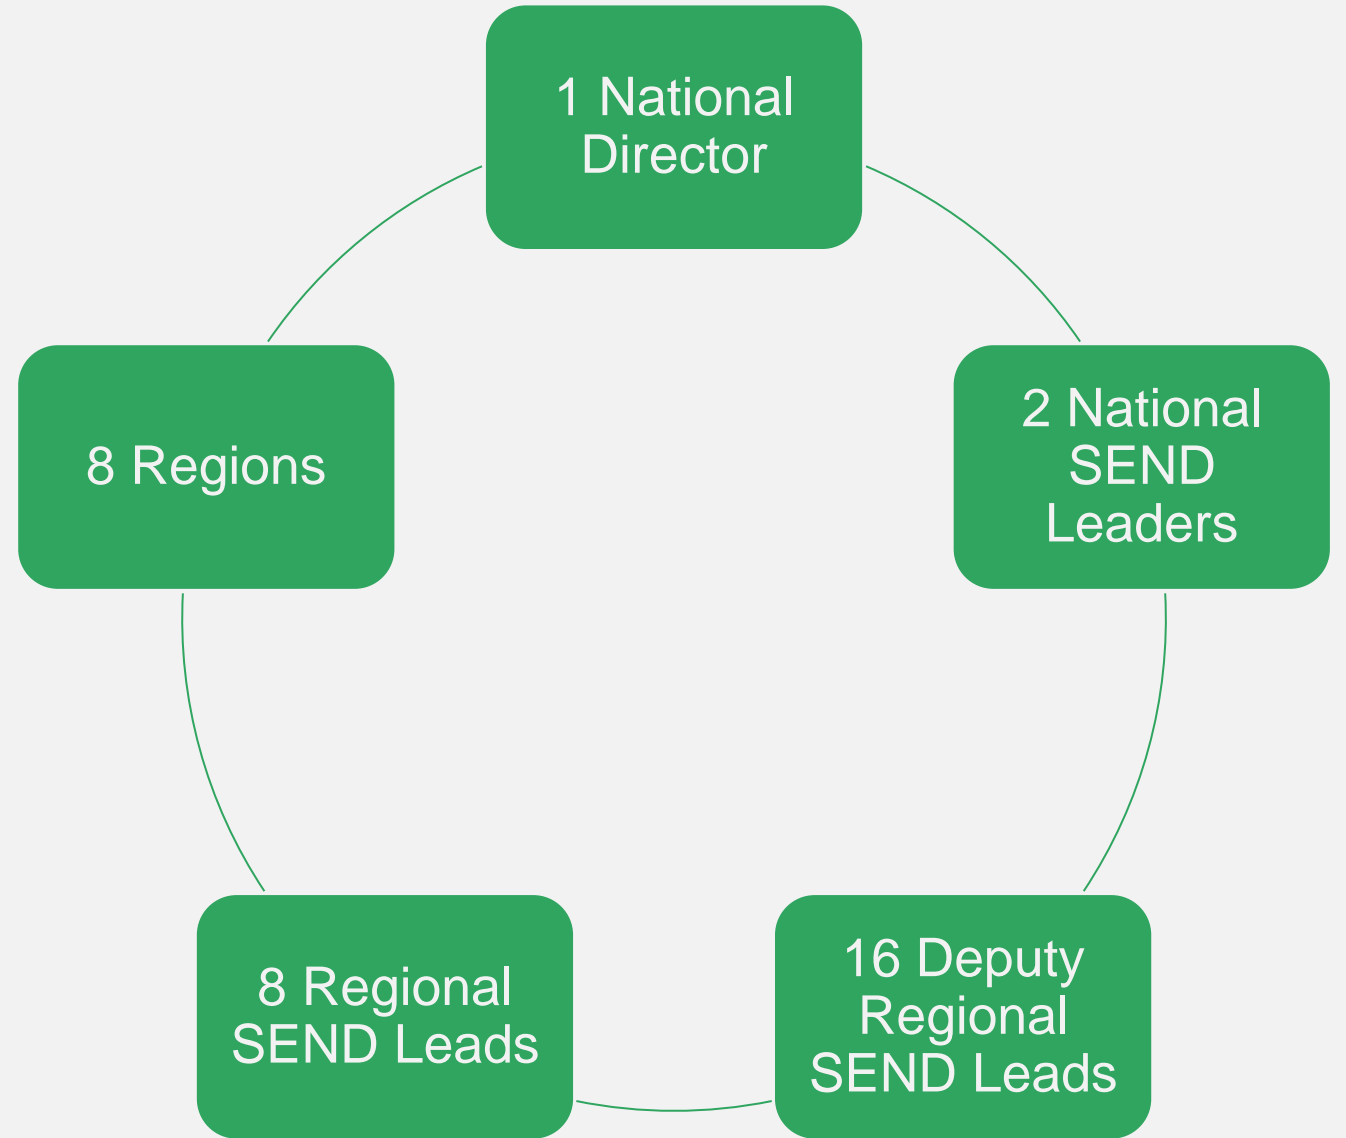 1 National
Director
2 National
SEND
Leaders
16 Deputy
Regional
SEND Leads
8 Regional
SEND Leads
8 Regions